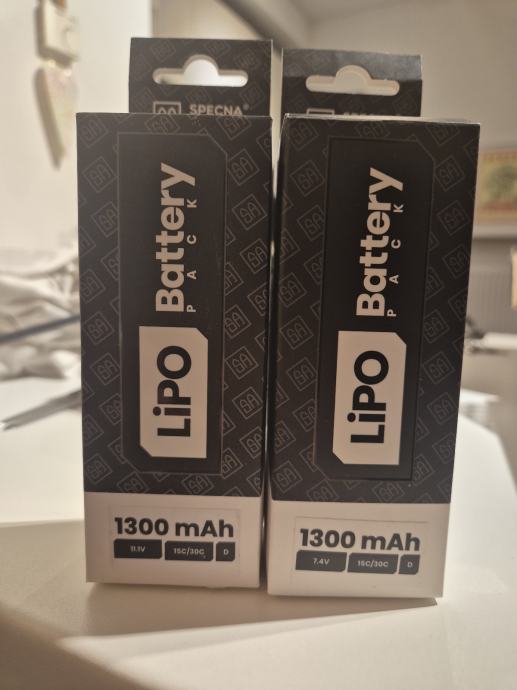 SPECNA
LiPO Battery
PACK
1300 mAh
11.1V 15C/30C D
LiPO Battery
PACK
1300 mAh
7.4V 15C/30C D